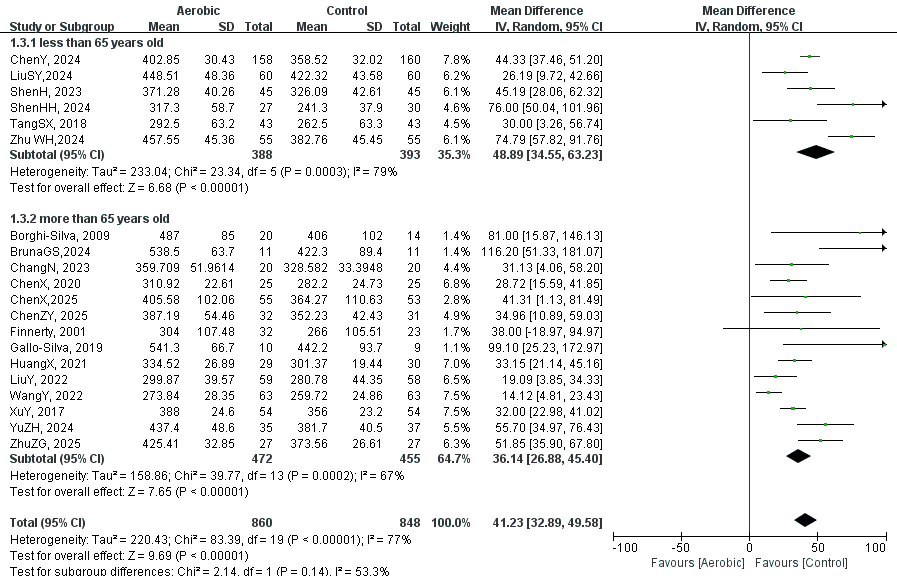 Aerobic Control Mean Difference Mean Difference
Study or Subgroup Mean SD Total Mean SD Total Weight IV, Random, 95% CI IV, Random, 95% CI
1.3.1 less than 65 years old
ChenY, 2024 402.85 30.43 158 358.52 32.02 160 7.8% 44.33 [37.46, 51.20]
LiuSY,2024 448.51 48.36 60 422.32 43.58 60 6.2% 26.19 [9.72, 42.66]
ShenH, 2023 371.28 40.26 45 326.09 42.61 45 6.1% 45.19 [28.06, 62.32]
ShenHH, 2024 317.3 58.7 27 241.3 37.9 30 4.6% 76.00 [50.04, 101.96]
TangSX, 2018 292.5 63.2 43 262.5 63.3 43 4.4% 30.00 [3.26, 56.74]
Zhu WH,2024 457.55 45.36 55 382.76 45.45 55 6.2% 74.79 [57.82, 91.76]
Subtotal (95% CI) 388 393 35.3% 48.89 [34.55, 63.23]
Heterogeneity: Tau² = 233.04; Chi² = 23.34, df = 5 (P = 0.0003); I² = 79%
Test for overall effect: Z = 6.68 (P < 0.00001)
1.3.2 more than 65 years old
Borghi-Silva, 2009 487 85 20 406 102 14 1.4% 81.00 [15.87, 146.13]
BrunaGS,2024 538.5 63.7 11 422.3 89.4 11 1.4% 116.20 [51.33, 181.07]
ChangN, 2023 359.709 51.9614 20 328.582 33.3948 20 4.4% 31.13 [4.06, 58.20]
ChenX, 2020 310.92 22.61 25 282.2 24.73 25 6.8% 28.72 [15.59, 41.85]
ChenX,2025 405.58 102.06 55 364.27 110.63 53 2.8% 41.31 [1.13, 81.49]
ChenZY, 2025 387.19 54.46 32 352.23 42.43 31 4.8% 34.96 [10.89, 59.03]
Finnerty, 2001 304 107.48 32 266 105.51 23 1.7% 38.00 [-18.97, 94.97]
Gallo-Silva, 2019 541.3 66.7 10 442.2 93.7 9 1.1% 99.10 [25.23, 172.97]
HuangX, 2021 334.52 26.89 29 301.37 19.44 30 7.0% 33.15 [21.14, 45.16]
LiuY, 2022 299.87 39.57 59 280.78 44.35 58 6.5% 19.09 [3.85, 34.33]
WangY, 2022 273.84 28.35 63 259.72 24.86 63 7.5% 14.12 [4.81, 23.43]
XuY, 2017 388 24.6 54 356 23.2 54 7.5% 32.00 [22.98, 41.02]
YuZH, 2024 437.4 48.6 35 381.7 40.5 37 5.4% 55.70 [34.97, 76.43]
ZhuZG, 2025 425.41 32.85 27 373.56 26.61 27 6.3% 51.85 [35.90, 67.80]
Subtotal (95% CI) 472 455 64.7% 36.14 [26.88, 45.40]
Heterogeneity: Tau² = 158.86; Chi² = 39.77, df = 13 (P = 0.0002); I² = 67%
Test for overall effect: Z = 7.65 (P < 0.00001)
Total (95% CI) 860 848 100.0% 41.23 [32.89, 49.58]
Heterogeneity: Tau² = 220.43; Chi² = 83.39, df = 19 (P < 0.00001); I² = 77%
Test for overall effect: Z = 9.69 (P < 0.00001)
Test for subgroup differences: Chi² = 2.14, df = 1 (P = 0.14), I² = 53.3%
-100 -50 0 50 100
Favours [Aerobic] Favours [Control]